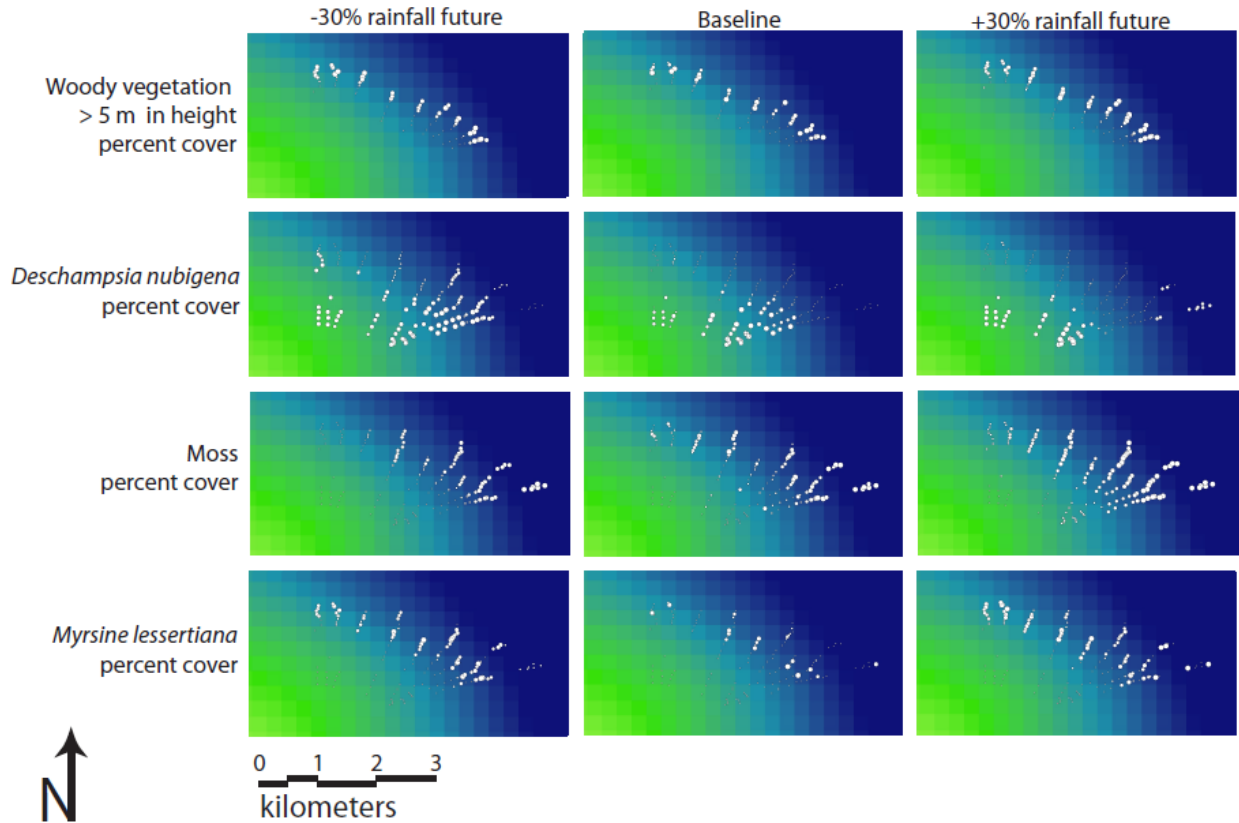 -30% rainfall future
Baseline
+30% rainfall future
Woody vegetation
> 5 m in height
percent cover
Deschampsia nubigena
percent cover
Moss
percent cover
Myrsine lessertiana
percent cover
N
0 1 2 3
kilometers